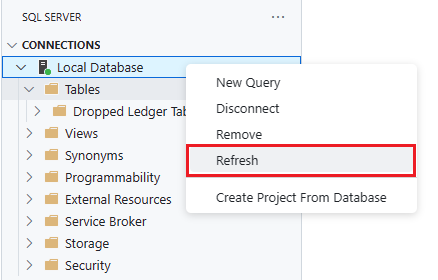 SQL SERVER
CONNECTIONS
Local Database
Tables
Dropped Ledger Tab
Views
Synonyms
Programmability
External Resources
Service Broker
Storage
Security
New Query
Disconnect
Remove
Refresh
Create Project From Database